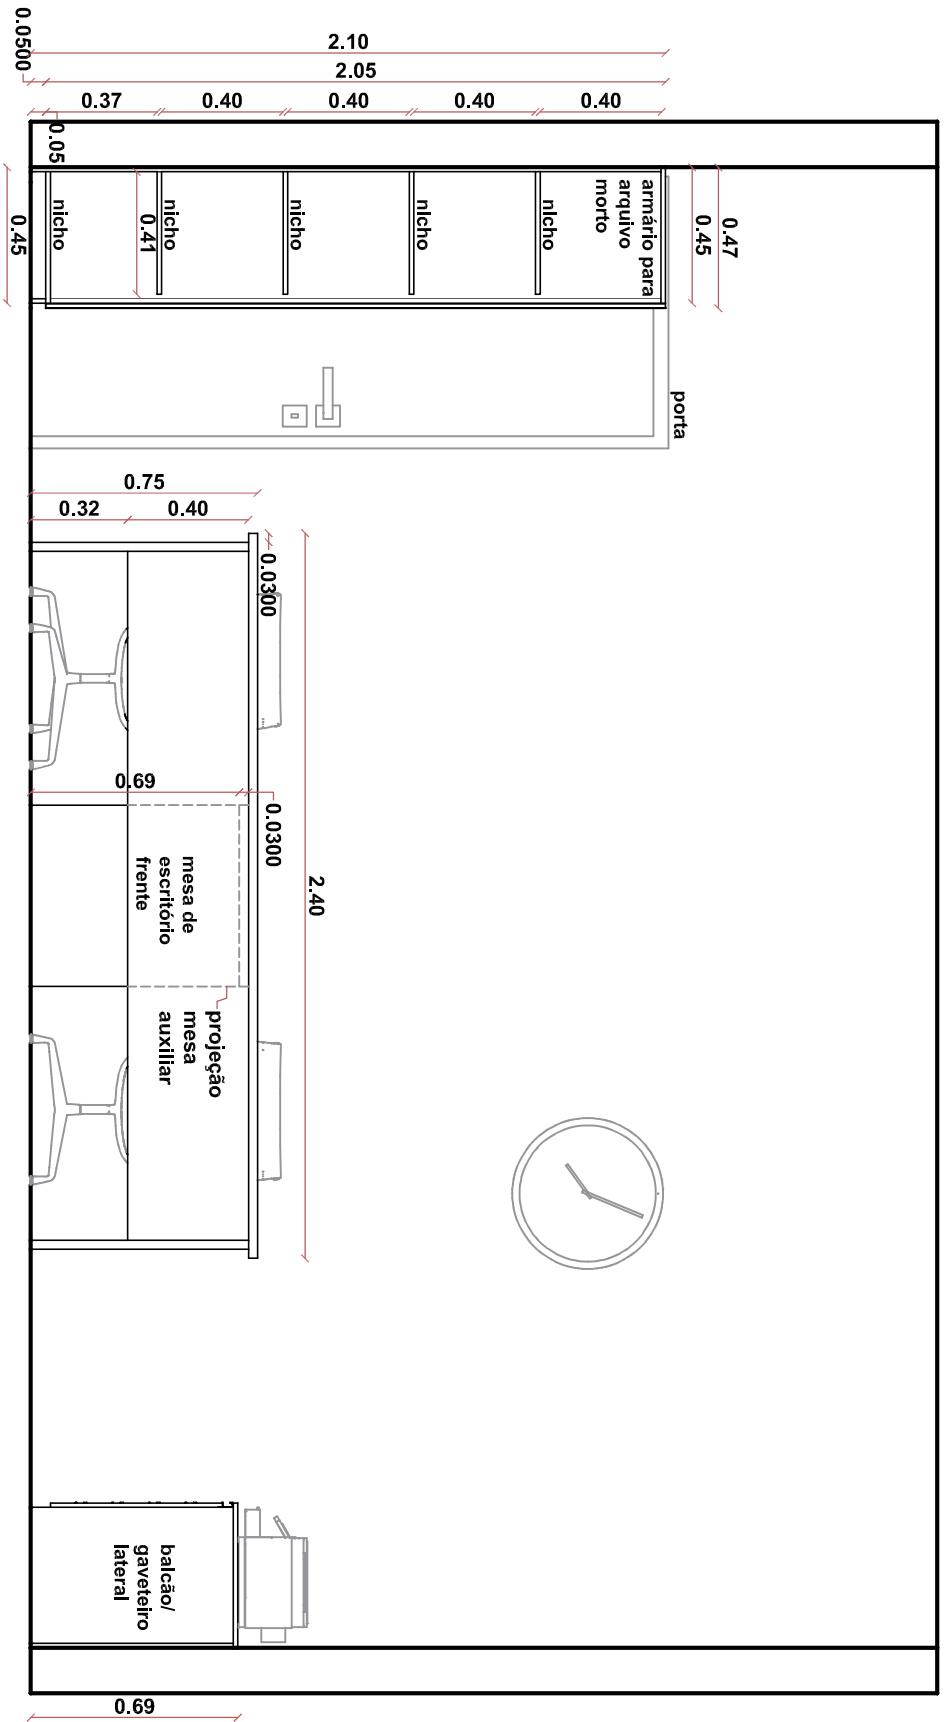 0.0500
2.10
2.05
0.37
0.40
0.40
0.40
0.40
0.05
0.45
0.41
nicho
nicho
nicho
nIcho
nIcho
armário para
arquivo
morto
0.45
0.47
porta
0.75
0.32
0.40
0.0300
0.69
0.0300
2.40
mesa de
escritório
frente
projeção
mesa
auxiliar
balcão/
gaveteiro
lateral
0.69